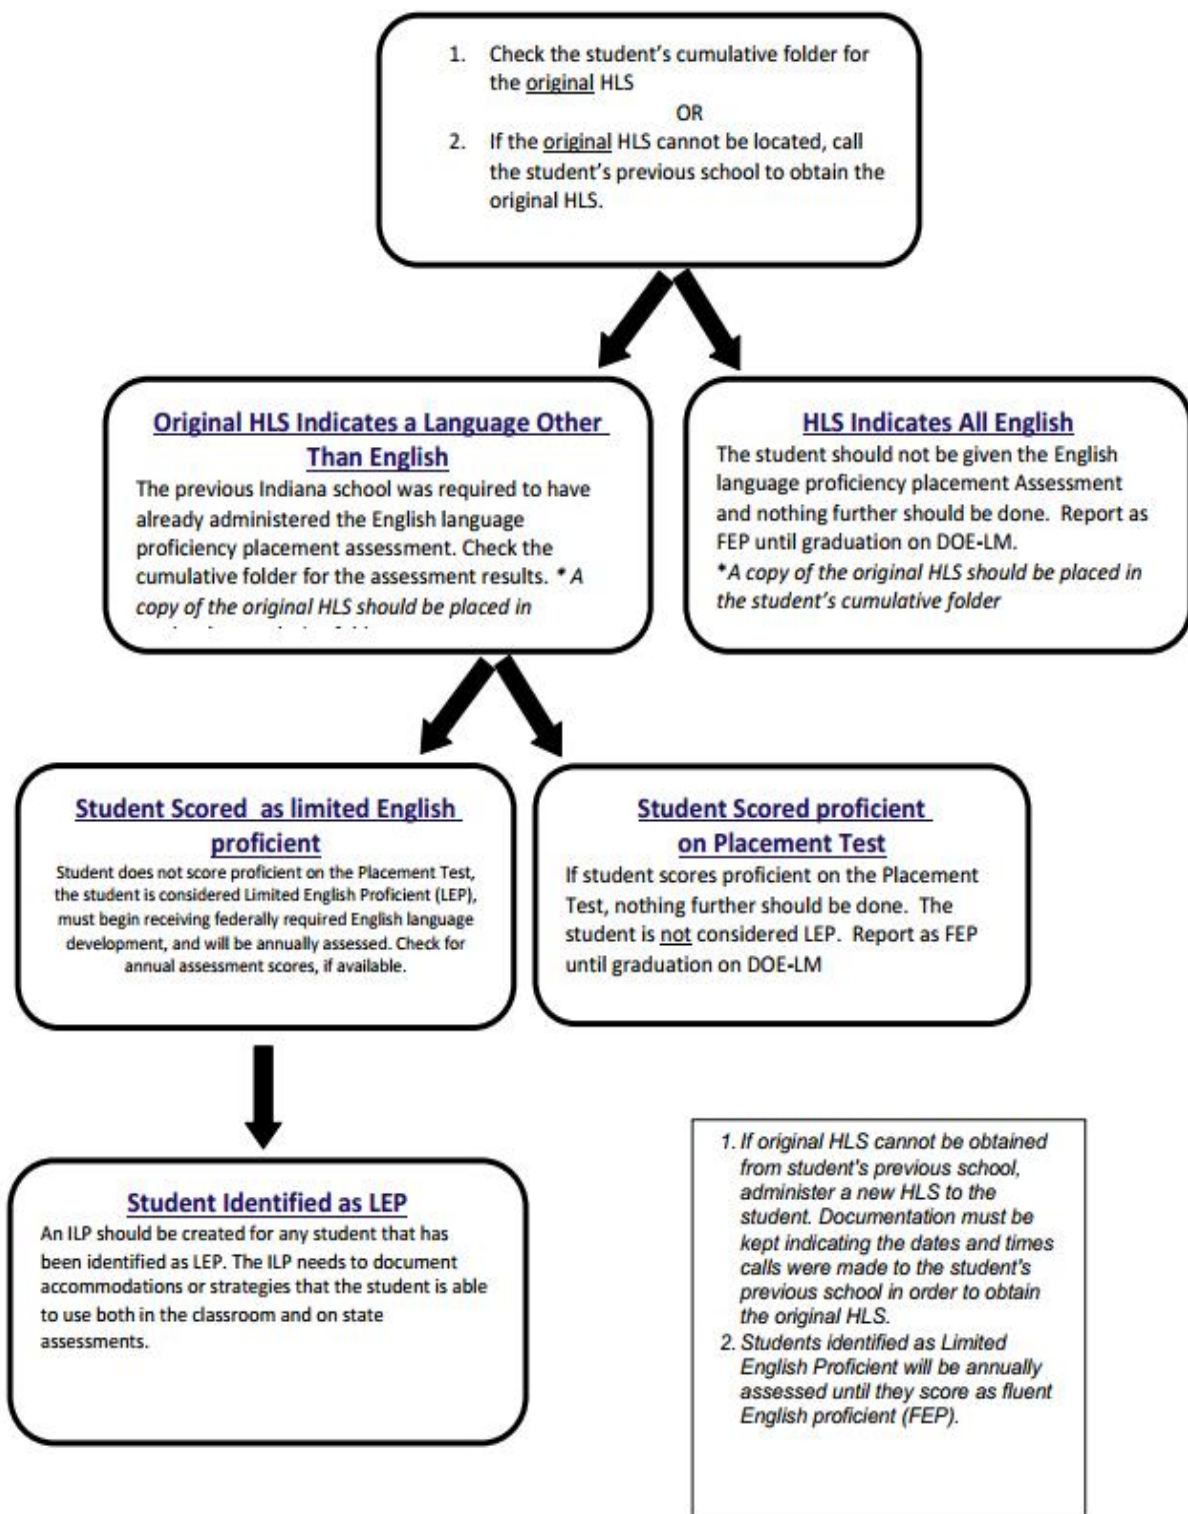 1. Check the student's cumulative folder for
the original HLS
OR
2. If the original HLS cannot be located, call
the student's previous school to obtain the
original HLS.
Original HLS Indicates a Language Other
Than English
The previous Indiana school was required to have
already administered the English language
proficiency placement assessment. Check the
cumulative folder for the assessment results. * A
copy of the original HLS should be placed in
HLS Indicates All English
The student should not be given the English
language proficiency placement Assessment
and nothing further should be done. Report as
FEP until graduation on DOE-LM.
*A copy of the original HLS should be placed in
the student's cumulative folder
Student Scored as limited English
proficient
Student does not score proficient on the Placement Test,
the student is considered Limited English Proficient (LEP),
must begin receiving federally required English language
development, and will be annually assessed. Check for
annual assessment scores, if available.
Student Scored proficient
on Placement Test
If student scores proficient on the Placement
Test, nothing further should be done. The
student is not considered LEP. Report as FEP
until graduation on DOE-LM
Student Identified as LEP
An ILP should be created for any student that has
been identified as LEP. The ILP needs to document
accommodations or strategies that the student is able
to use both in the classroom and on state
assessments.
1. If original HLS cannot be obtained
from student's previous school,
administer a new HLS to the
student. Documentation must be
kept indicating the dates and times
calls were made to the student's
previous school in order to obtain
the original HLS.
2. Students identified as Limited
English Proficient will be annually
assessed until they score as fluent
English proficient (FEP).